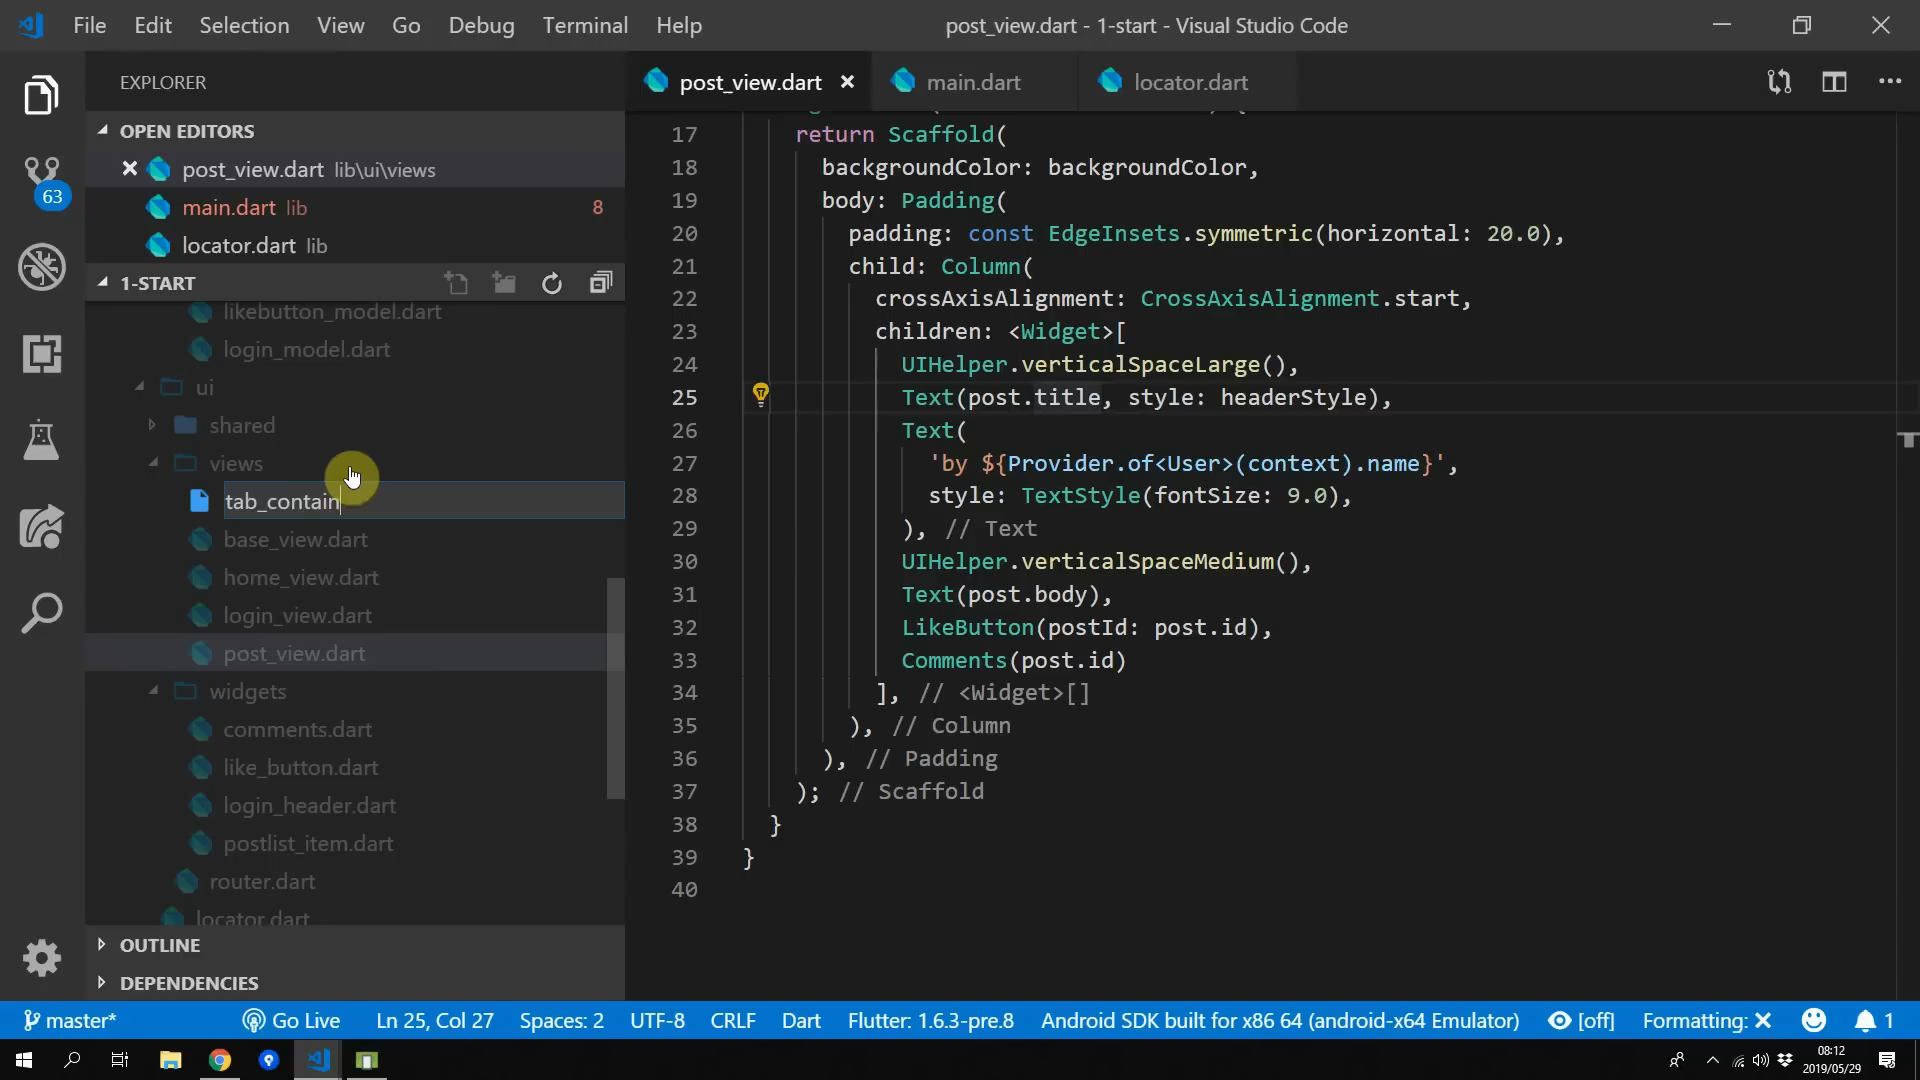 File Edit Selection View Go Debug Terminal Help
post_view.dart - 1-start - Visual Studio Code
EXPLORER
OPEN EDITORS
post_view.dart lib\ui\views
main.dart lib 8
locator.dart lib
1-START
likebutton_model.dart
login_model.dart
ui
shared
views
tab_contain
base_view.dart
home_view.dart
login_view.dart
post_view.dart
widgets
comments.dart
like_button.dart
login_header.dart
postlist_item.dart
router.dart
locator.dart
OUTLINE
DEPENDENCIES
63
post_view.dart main.dart locator.dart
17 return Scaffold(
18 backgroundColor: backgroundColor,
19 body: Padding(
20 padding: const EdgeInsets.symmetric(horizontal: 20.0),
21 child: Column(
22 crossAxisAlignment: CrossAxisAlignment.start,
23 children: <Widget>[
24 UIHelper.verticalSpaceLarge(),
25 Text(post.title, style: headerStyle),
26 Text(
27 'by ${Provider.of<User>(context).name}',
28 style: TextStyle(fontSize: 9.0),
29 ), // Text
30 UIHelper.verticalSpaceMedium(),
31 Text(post.body),
32 LikeButton(postId: post.id),
33 Comments(post.id)
34 ], // <Widget>[]
35 ), // Column
36 ), // Padding
37 ); // Scaffold
38 }
39 }
40
master* Go Live Ln 25, Col 27 Spaces: 2 UTF-8 CRLF Dart Flutter: 1.6.3-pre.8 Android SDK built for x86 64 (android-x64 Emulator) [off] Formatting: 1
08:12
2019/05/29